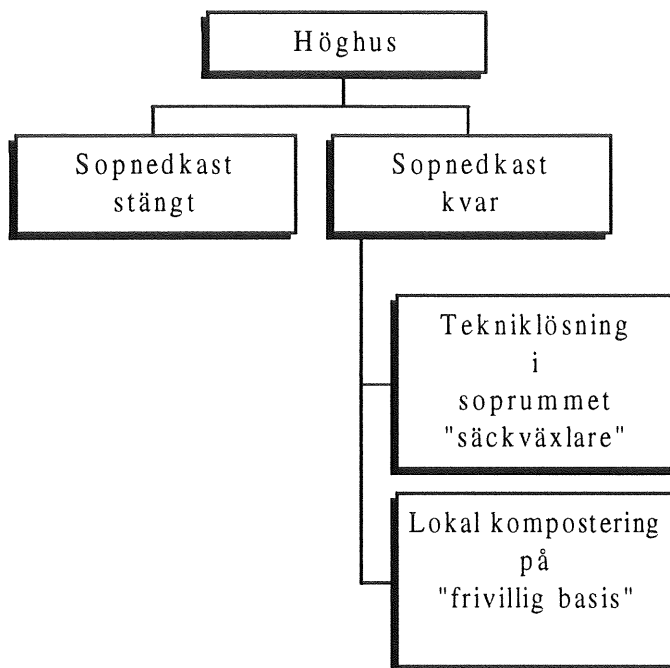 Höghus
Sopnedkast
stängt
Sopnedkast
kvar
Tekniklösning
i
soprummet
"säckväxlare"
Lokal kompostering
på
"frivillig basis"